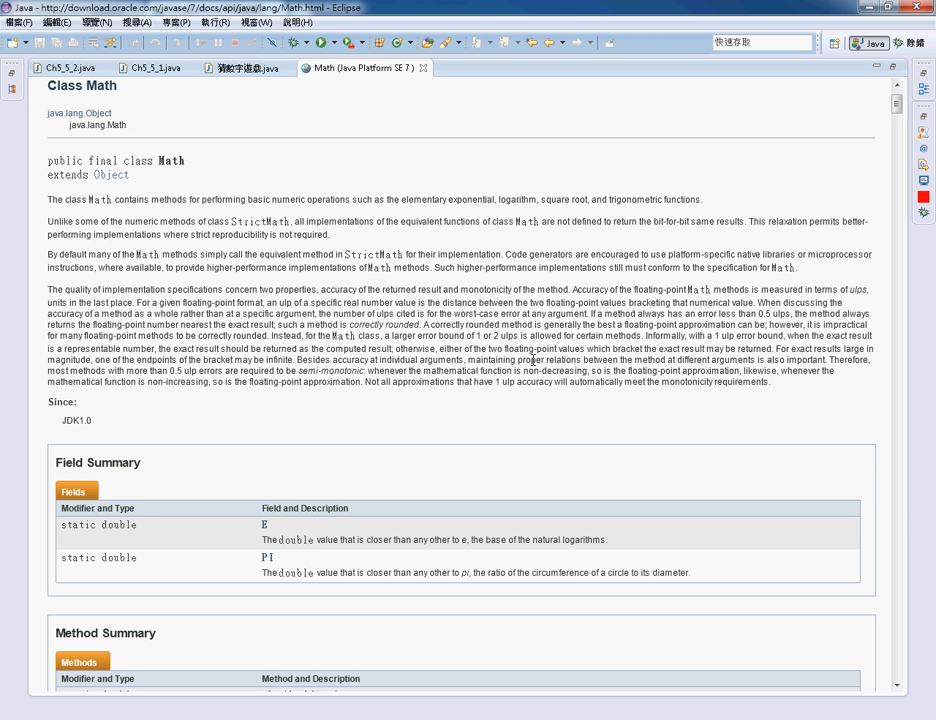 Java - http://download.oracle.com/javase/7/docs/api/java/lang/Math.html - Eclipse
檔案(F) 編輯(E) 導覽(N) 搜尋(A) 專案(P) 執行(R) 視窗(W) 說明(H)
快速存取
Java
除錯
Ch5_5_2.java
Ch5_5_1.java
猜數字遊戲.java
Math (Java Platform SE 7 )
Class Math
java.lang.Object
java.lang.Math
public final class Math
extends Object
The class Math contains methods for performing basic numeric operations such as the elementary exponential, logarithm, square root, and trigonometric functions.
Unlike some of the numeric methods of class StrictMath, all implementations of the equivalent functions of class Math are not defined to return the bit-for-bit same results. This relaxation permits better-
performing implementations where strict reproducibility is not required.
By default many of the Math methods simply call the equivalent method in StrictMath for their implementation. Code generators are encouraged to use platform-specific native libraries or microprocessor
instructions, where available, to provide higher-performance implementations of Math methods. Such higher-performance implementations still must conform to the specification for Math.
The quality of implementation specifications concern two properties, accuracy of the returned result and monotonicity of the method. Accuracy of the floating-point Math methods is measured in terms of ulps,
units in the last place. For a given floating-point format, an ulp of a specific real number value is the distance between the two floating-point values bracketing that numerical value. When discussing the
accuracy of a method as a whole rather than at a specific argument, the number of ulps cited is for the worst-case error at any argument. If a method always has an error less than 0.5 ulps, the method always
returns the floating-point number nearest the exact result; such a method is correctly rounded. A correctly rounded method is generally the best a floating-point approximation can be; however, it is impractical
for many floating-point methods to be correctly rounded. Instead, for the Math class, a larger error bound of 1 or 2 ulps is allowed for certain methods. Informally, with a 1 ulp error bound, when the exact result
is a representable number, the exact result should be returned as the computed result; otherwise, either of the two floating-point values which bracket the exact result may be returned. For exact results large in
magnitude, one of the endpoints of the bracket may be infinite. Besides accuracy at individual arguments, maintaining proper relations between the method at different arguments is also important. Therefore,
most methods with more than 0.5 ulp errors are required to be semi-monotonic: whenever the mathematical function is non-decreasing, so is the floating-point approximation, likewise, whenever the
mathematical function is non-increasing, so is the floating-point approximation. Not all approximations that have 1 ulp accuracy will automatically meet the monotonicity requirements.
Since:
JDK1.0
Field Summary
Fields
Modifier and Type Field and Description
static double E
The double value that is closer than any other to e, the base of the natural logarithms.
static double PI
The double value that is closer than any other to pi, the ratio of the circumference of a circle to its diameter.
Method Summary
Methods
Modifier and Type Method and Description